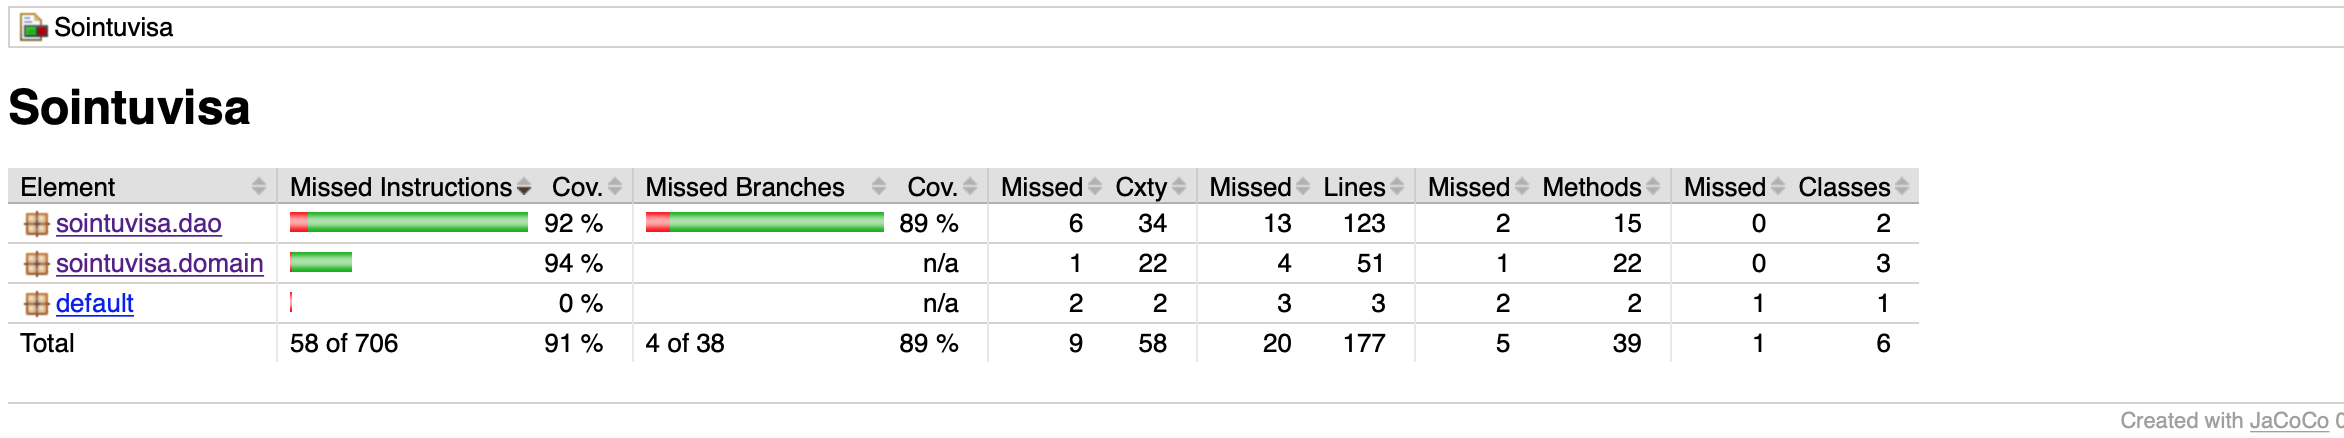 Sointuvisa
Sointuvisa
Element Missed Instructions Cov. Missed Branches Cov. Missed Cxty Missed Lines Missed Methods Missed Classes
sointuvisa.dao 92 % 89 % 6 34 13 123 2 15 0 2
sointuvisa.domain 94 % n/a 1 22 4 51 1 22 0 3
default 0 % n/a 2 2 3 3 2 2 1 1
Total 58 of 706 91 % 4 of 38 89 % 9 58 20 177 5 39 1 6
Created with JaCoCo 0